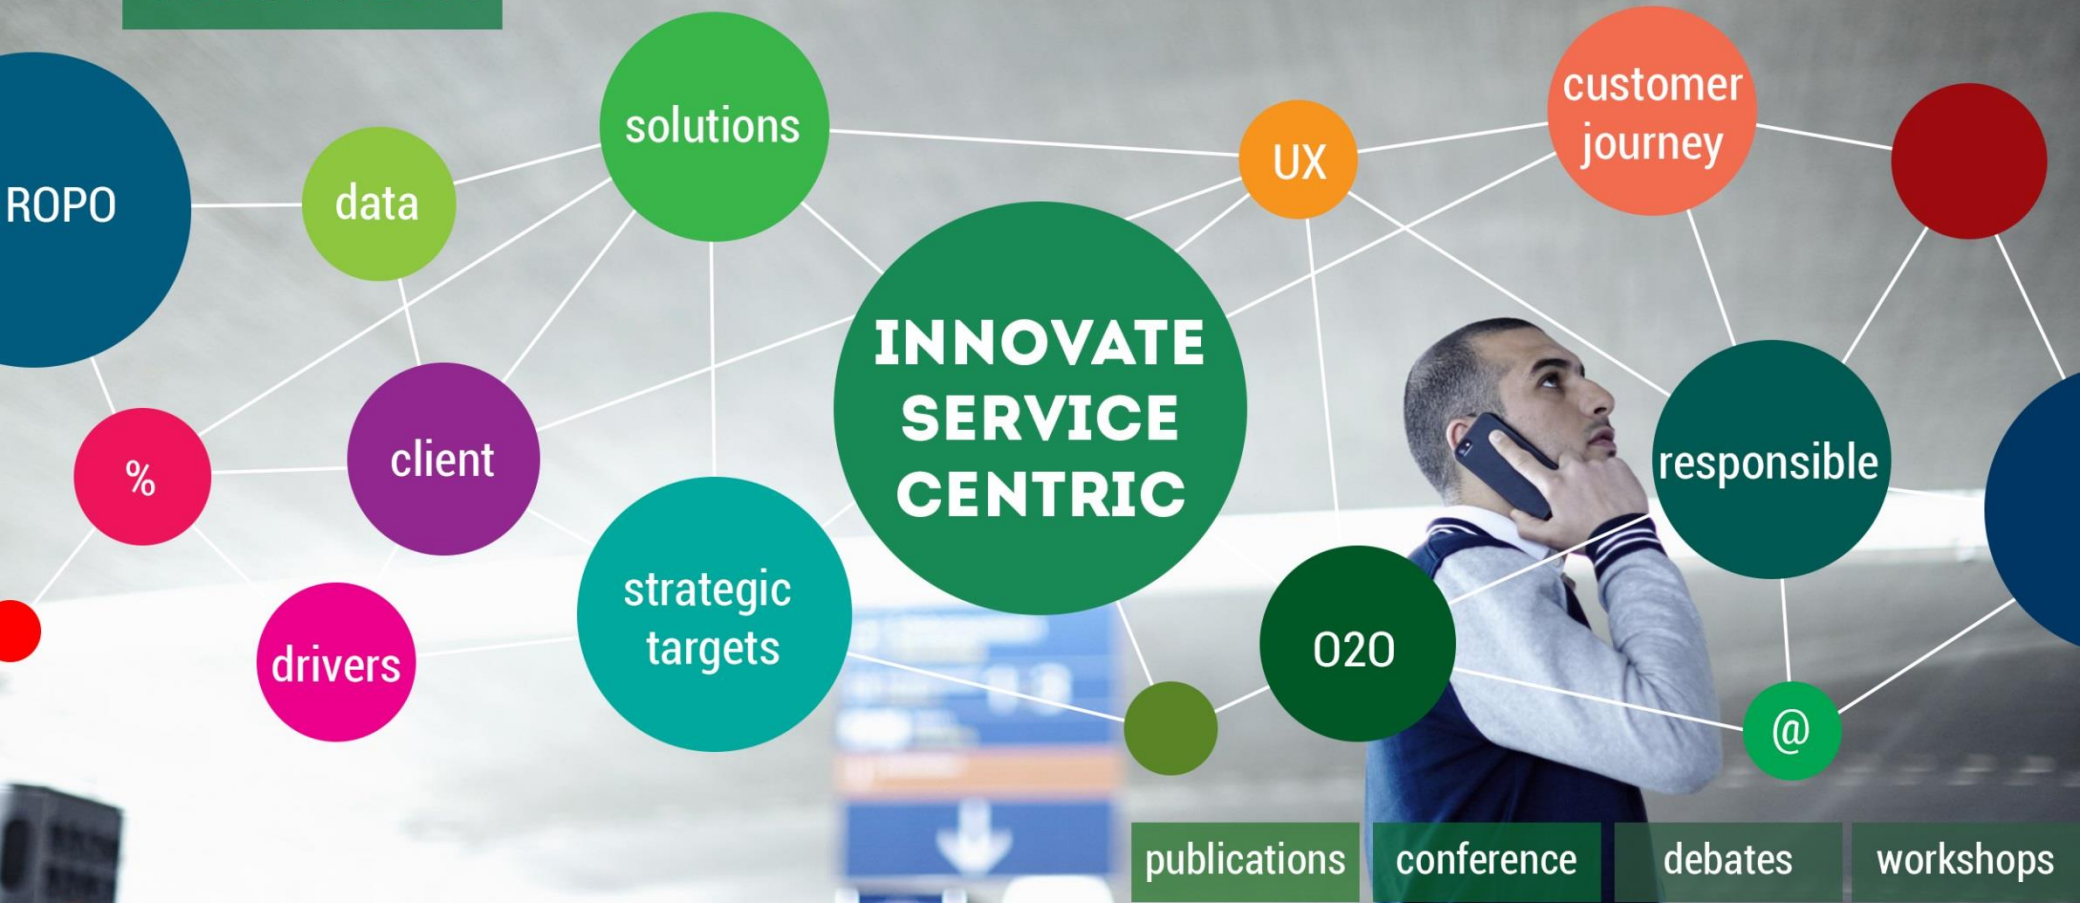 ROPO
data
solutions
UX
customer
journey
INNOVATE
SERVICE
CENTRIC
%
client
responsible
strategic
targets
drivers
O2O
@
publications
conference
debates
workshops